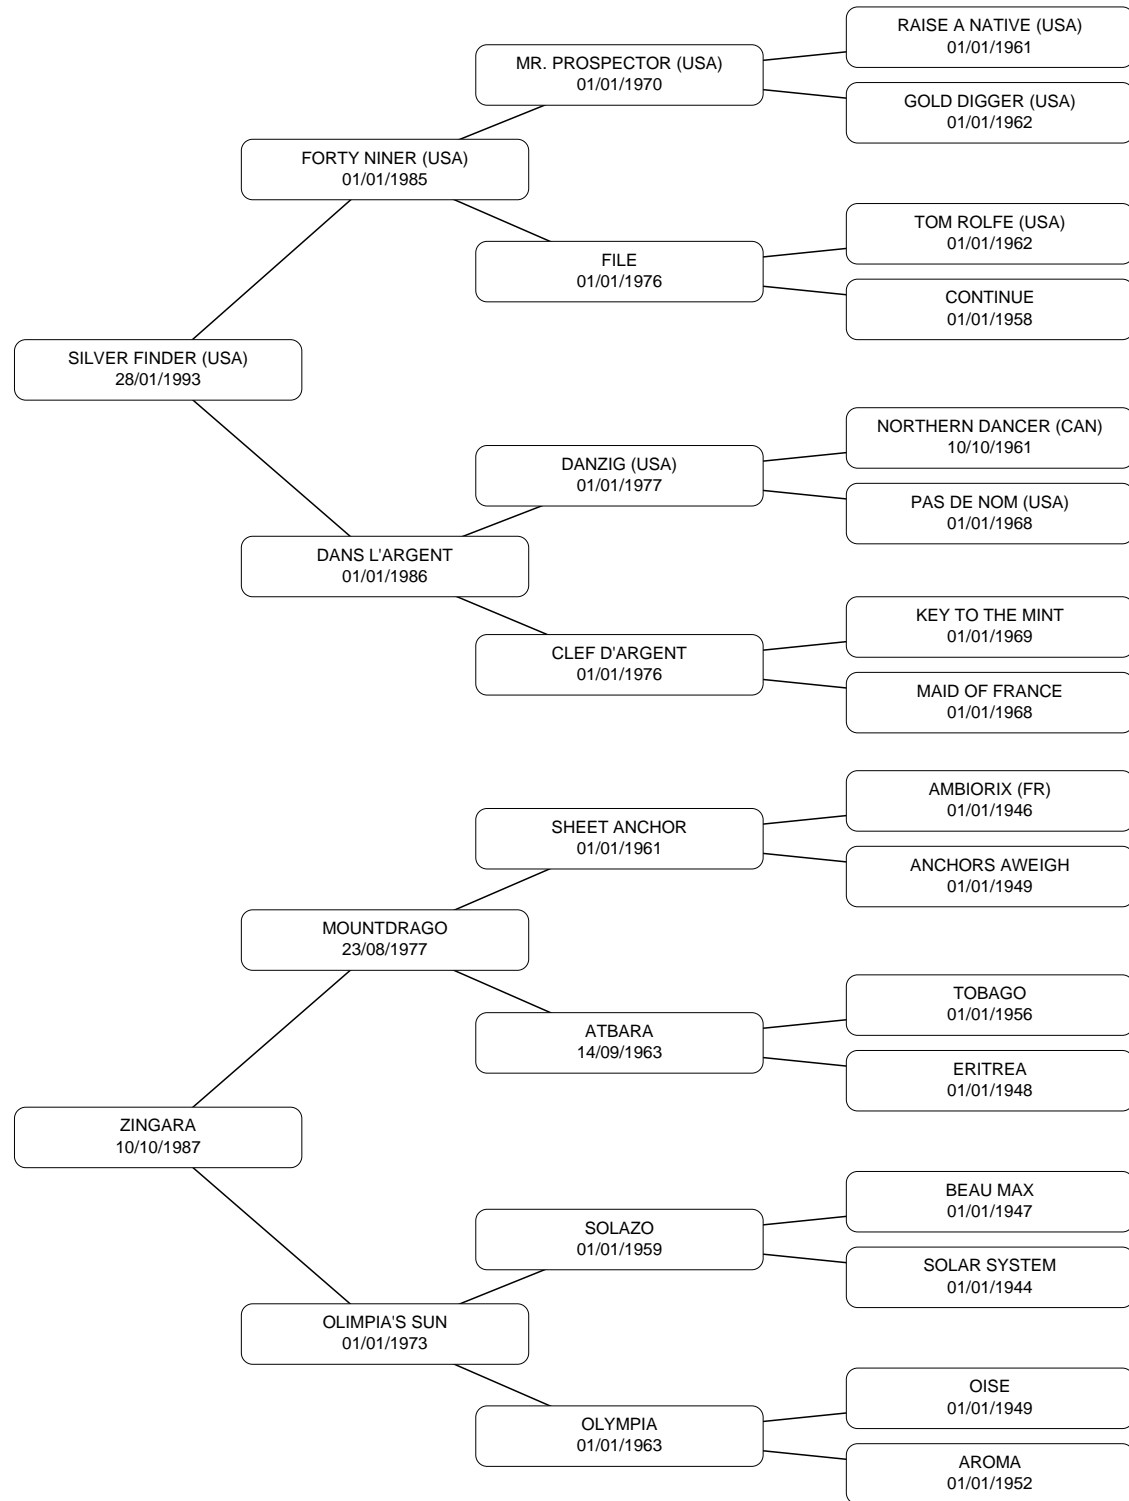 RAISE A NATIVE (USA)
01/01/1961
MR. PROSPECTOR (USA)
01/01/1970
GOLD DIGGER (USA)
01/01/1962
FORTY NINER (USA)
01/01/1985
TOM ROLFE (USA)
01/01/1962
FILE
01/01/1976
CONTINUE
01/01/1958
SILVER FINDER (USA)
28/01/1993
NORTHERN DANCER (CAN)
10/10/1961
DANZIG (USA)
01/01/1977
PAS DE NOM (USA)
01/01/1968
DANS L'ARGENT
01/01/1986
KEY TO THE MINT
01/01/1969
CLEF D'ARGENT
01/01/1976
MAID OF FRANCE
01/01/1968
AMBIORIX (FR)
01/01/1946
SHEET ANCHOR
01/01/1961
ANCHORS AWEIGH
01/01/1949
MOUNTDRAGO
23/08/1977
TOBAGO
01/01/1956
ATBARA
14/09/1963
ERITREA
01/01/1948
ZINGARA
10/10/1987
BEAU MAX
01/01/1947
SOLAZO
01/01/1959
SOLAR SYSTEM
01/01/1944
OLIMPIA'S SUN
01/01/1973
OISE
01/01/1949
OLYMPIA
01/01/1963
AROMA
01/01/1952